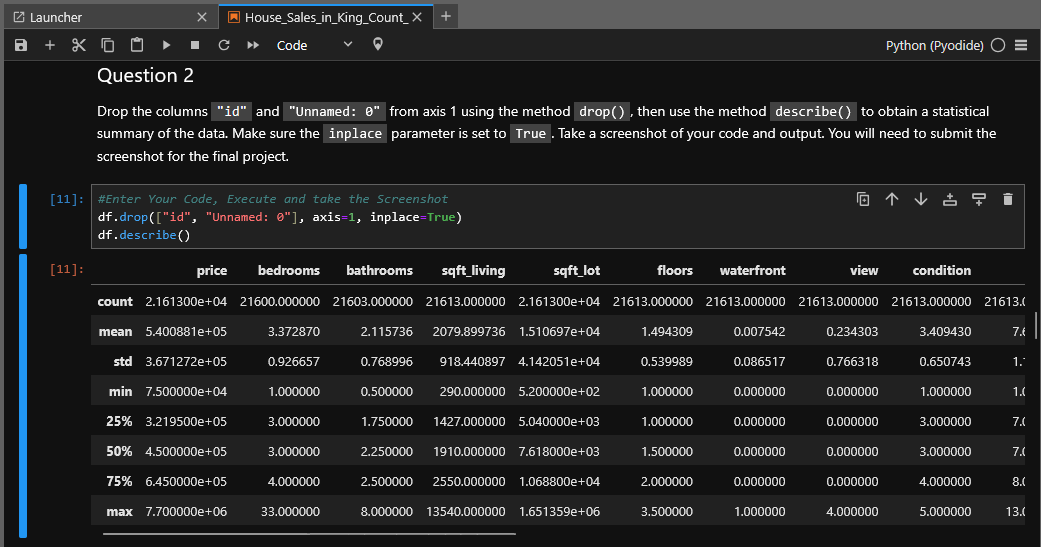 Launcher
House_Sales_in_King_Count_
Code
Python (Pyodide)
Question 2
Drop the columns "id" and "Unnamed: 0" from axis 1 using the method drop(), then use the method describe() to obtain a statistical
summary of the data. Make sure the inplace parameter is set to True. Take a screenshot of your code and output. You will need to submit the
screenshot for the final project.
[11]: #Enter Your Code, Execute and take the Screenshot
df.drop(["id", "Unnamed: 0"], axis=1, inplace=True)
df.describe()
[11]:
price bedrooms bathrooms sqft_living sqft_lot floors waterfront view condition
count 2.161300e+04 21600.000000 21603.000000 21613.000000 2.161300e+04 21613.000000 21613.000000 21613.000000 21613.000000 21613.0
mean 5.400881e+05 3.372870 2.115736 2079.899736 1.510697e+04 1.494309 0.007542 0.234303 3.409430 7.6
std 3.671272e+05 0.926657 0.768996 918.440897 4.142051e+04 0.539989 0.086517 0.766318 0.650743 1.1
min 7.500000e+04 1.000000 0.500000 290.000000 5.200000e+02 1.000000 0.000000 0.000000 1.000000 1.0
25% 3.219500e+05 3.000000 1.750000 1427.000000 5.040000e+03 1.000000 0.000000 0.000000 3.000000 7.0
50% 4.500000e+05 3.000000 2.250000 1910.000000 7.618000e+03 1.500000 0.000000 0.000000 3.000000 7.0
75% 6.450000e+05 4.000000 2.500000 2550.000000 1.068800e+04 2.000000 0.000000 0.000000 4.000000 8.0
max 7.700000e+06 33.000000 8.000000 13540.000000 1.651359e+06 3.500000 1.000000 4.000000 5.000000 13.0